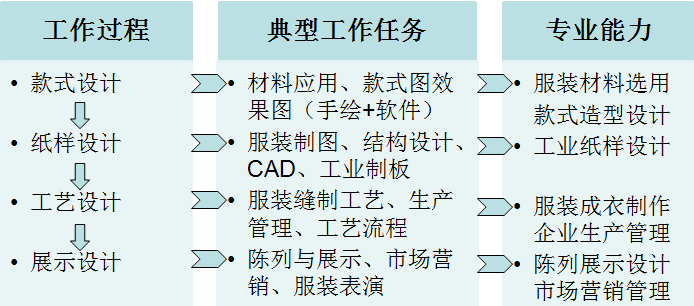 工作过程
• 款式设计
• 纸样设计
• 工艺设计
• 展示设计
典型工作任务
• 材料应用、款式图效
果图（手绘+软件）
• 服装制图、结构设计、
CAD、工业制板
• 服装缝制工艺、生产
管理、工艺流程
• 陈列与展示、市场营
销、服装表演
专业能力
• 服装材料选用
款式造型设计
• 工业纸样设计
• 服装成衣制作
企业生产管理
• 陈列展示设计
市场营销管理